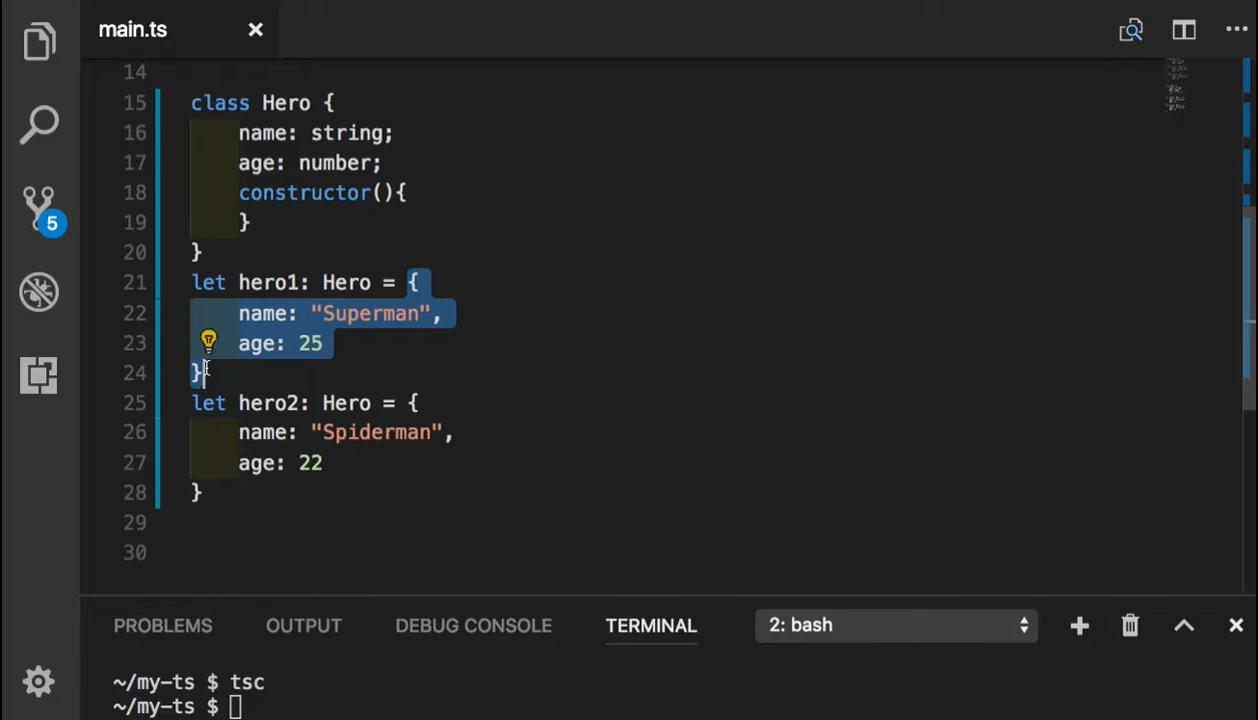 main.ts
14
15 class Hero {
16 name: string;
17 age: number;
18 constructor(){
19 }
20 }
21 let hero1: Hero = {
22 name: "Superman",
23 age: 25
24 }
25 let hero2: Hero = {
26 name: "Spiderman",
27 age: 22
28 }
29
30
5
PROBLEMS OUTPUT DEBUG CONSOLE TERMINAL 2: bash
~/my-ts $ tsc
~/my-ts $